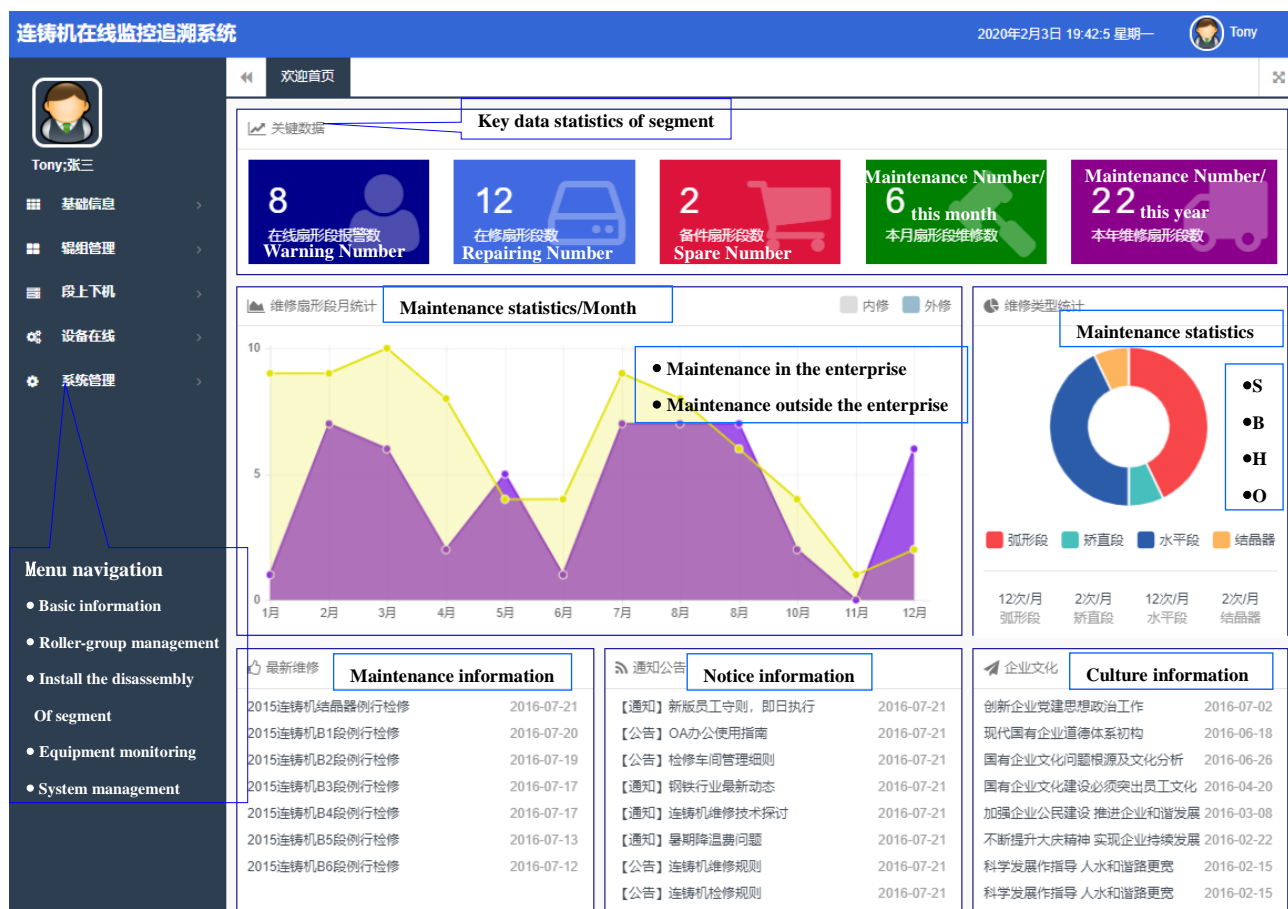 连铸机在线监控追溯系统
2020年2月3日 19:42:5 星期一
Tony
欢迎首页
Tony;张三
基础信息
辊组管理
段上下机
设备在线
系统管理
Menu navigation
Basic information
Roller-group management
Install the disassembly
Of segment
Equipment monitoring
System management
关键数据
Key data statistics of segment
8
在线扇形段报警数
Warning Number
12
在修扇形段数
Repairing Number
2
备件扇形段数
Spare Number
Maintenance Number/
6 this month
本月扇形段维修数
Maintenance Number/
22 this year
本年维修扇形段数
维修扇形段月统计
Maintenance statistics/Month
内修 外修
Maintenance in the enterprise
Maintenance outside the enterprise
10
5
0
1月 2月 3月 4月 5月 6月 7月 8月 8月 10月 11月 12月
维修类型统计
Maintenance statistics
S
B
H
O
弧形段 矫直段 水平段 结晶器
12次/月 2次/月 12次/月 2次/月
弧形段 矫直段 水平段 结晶器
最新维修
Maintenance information
2015连铸机结晶器例行检修 2016-07-21
2015连铸机B1段例行检修 2016-07-20
2015连铸机B2段例行检修 2016-07-19
2015连铸机B3段例行检修 2016-07-17
2015连铸机B4段例行检修 2016-07-17
2015连铸机B5段例行检修 2016-07-13
2015连铸机B6段例行检修 2016-07-12
通知公告
Notice information
【通知】新版员工守则，即日执行 2016-07-21
【公告】OA办公使用指南 2016-07-21
【公告】检修车间管理细则 2016-07-21
【通知】钢铁行业最新动态 2016-07-21
【通知】连铸机维修技术探讨 2016-07-21
【通知】暑期降温费问题 2016-07-21
【公告】连铸机维修规则 2016-07-21
【公告】连铸机检修规则 2016-07-21
企业文化
Culture information
创新企业党建思想政治工作 2016-07-02
现代国有企业道德体系初构 2016-06-18
国有企业文化问题根源及文化分析 2016-06-26
国有企业文化建设必须突出员工文化 2016-04-20
加强企业公民建设 推进企业和谐发展 2016-03-08
不断提升大庆精神 实现企业持续发展 2016-02-22
科学发展作指导 人水和谐路更宽 2016-02-15
科学发展作指导 人水和谐路更宽 2016-02-15